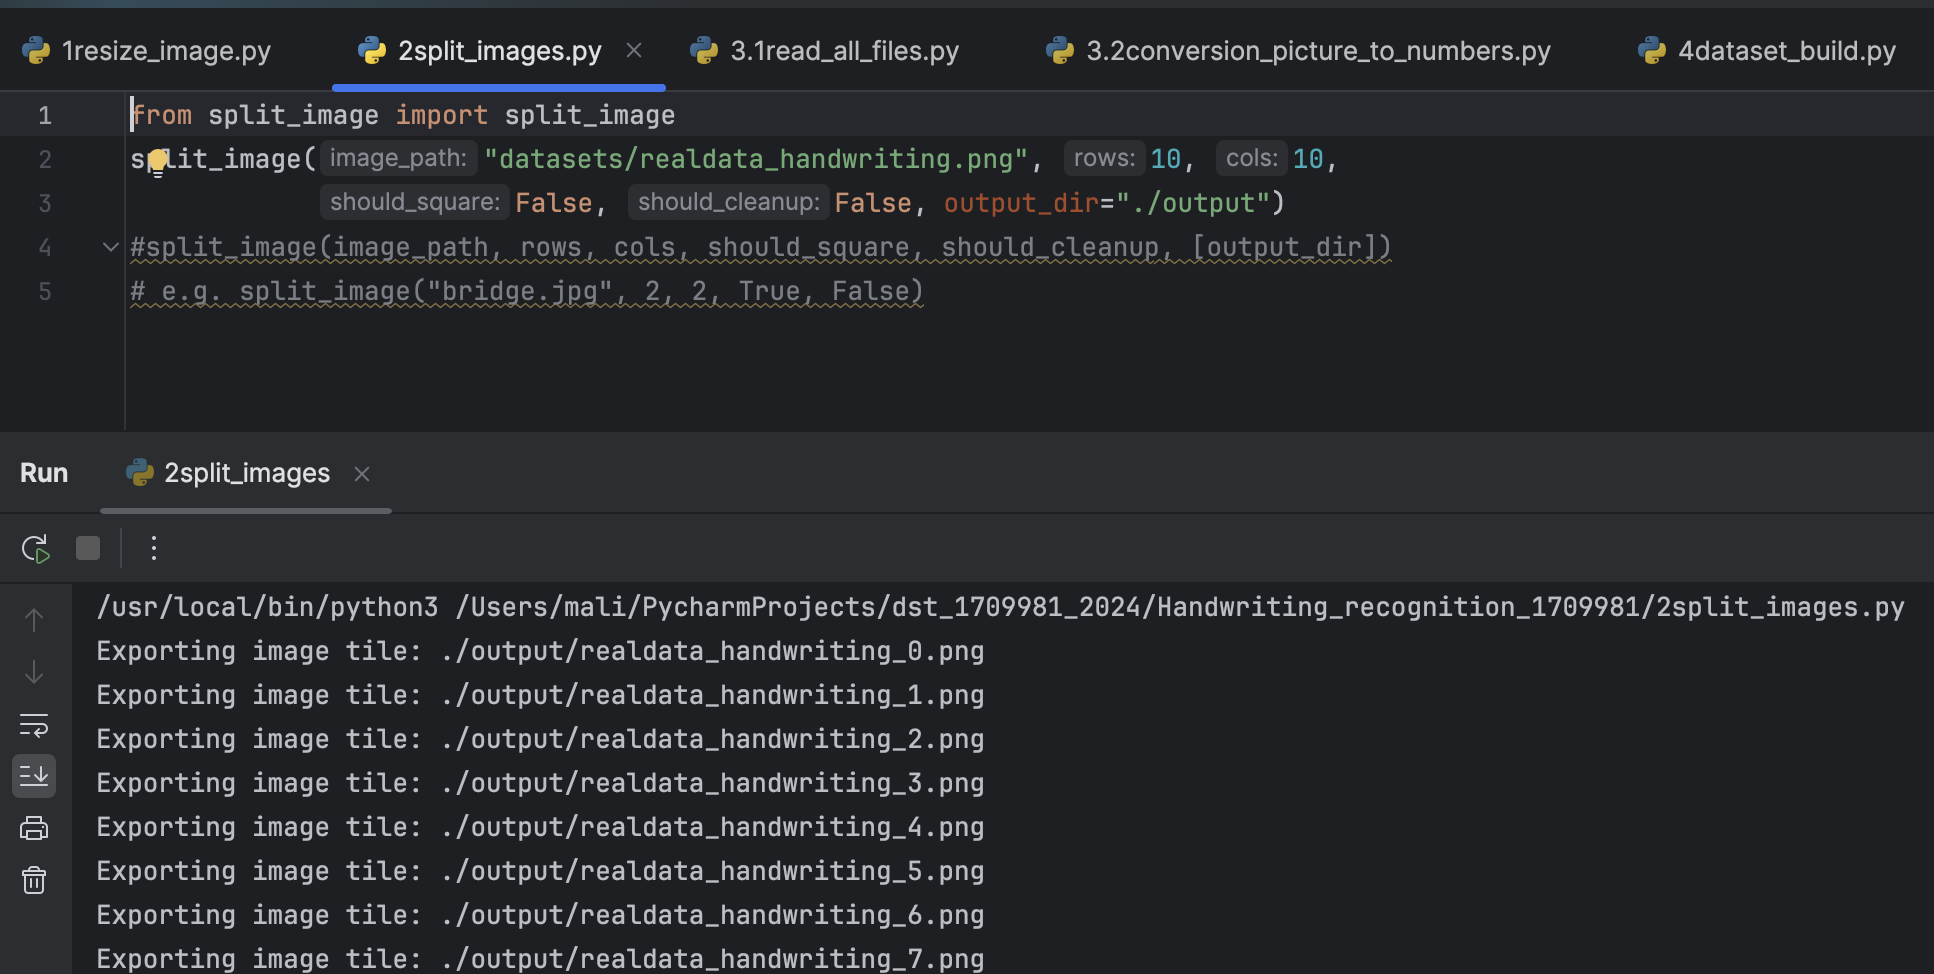 1resize_image.py 2split_images.py 3.1read_all_files.py 3.2conversion_picture_to_numbers.py 4dataset_build.py
1 from split_image import split_image
2 split_image( image_path: "datasets/realdata_handwriting.png", rows: 10, cols: 10,
3 should_square: False, should_cleanup: False, output_dir="./output")
4 #split_image(image_path, rows, cols, should_square, should_cleanup, [output_dir])
5 # e.g. split_image("bridge.jpg", 2, 2, True, False)
Run 2split_images
/usr/local/bin/python3 /Users/mali/PycharmProjects/dst_1709981_2024/Handwriting_recognition_1709981/2split_images.py
Exporting image tile: ./output/realdata_handwriting_0.png
Exporting image tile: ./output/realdata_handwriting_1.png
Exporting image tile: ./output/realdata_handwriting_2.png
Exporting image tile: ./output/realdata_handwriting_3.png
Exporting image tile: ./output/realdata_handwriting_4.png
Exporting image tile: ./output/realdata_handwriting_5.png
Exporting image tile: ./output/realdata_handwriting_6.png
Exporting image tile: ./output/realdata_handwriting_7.png